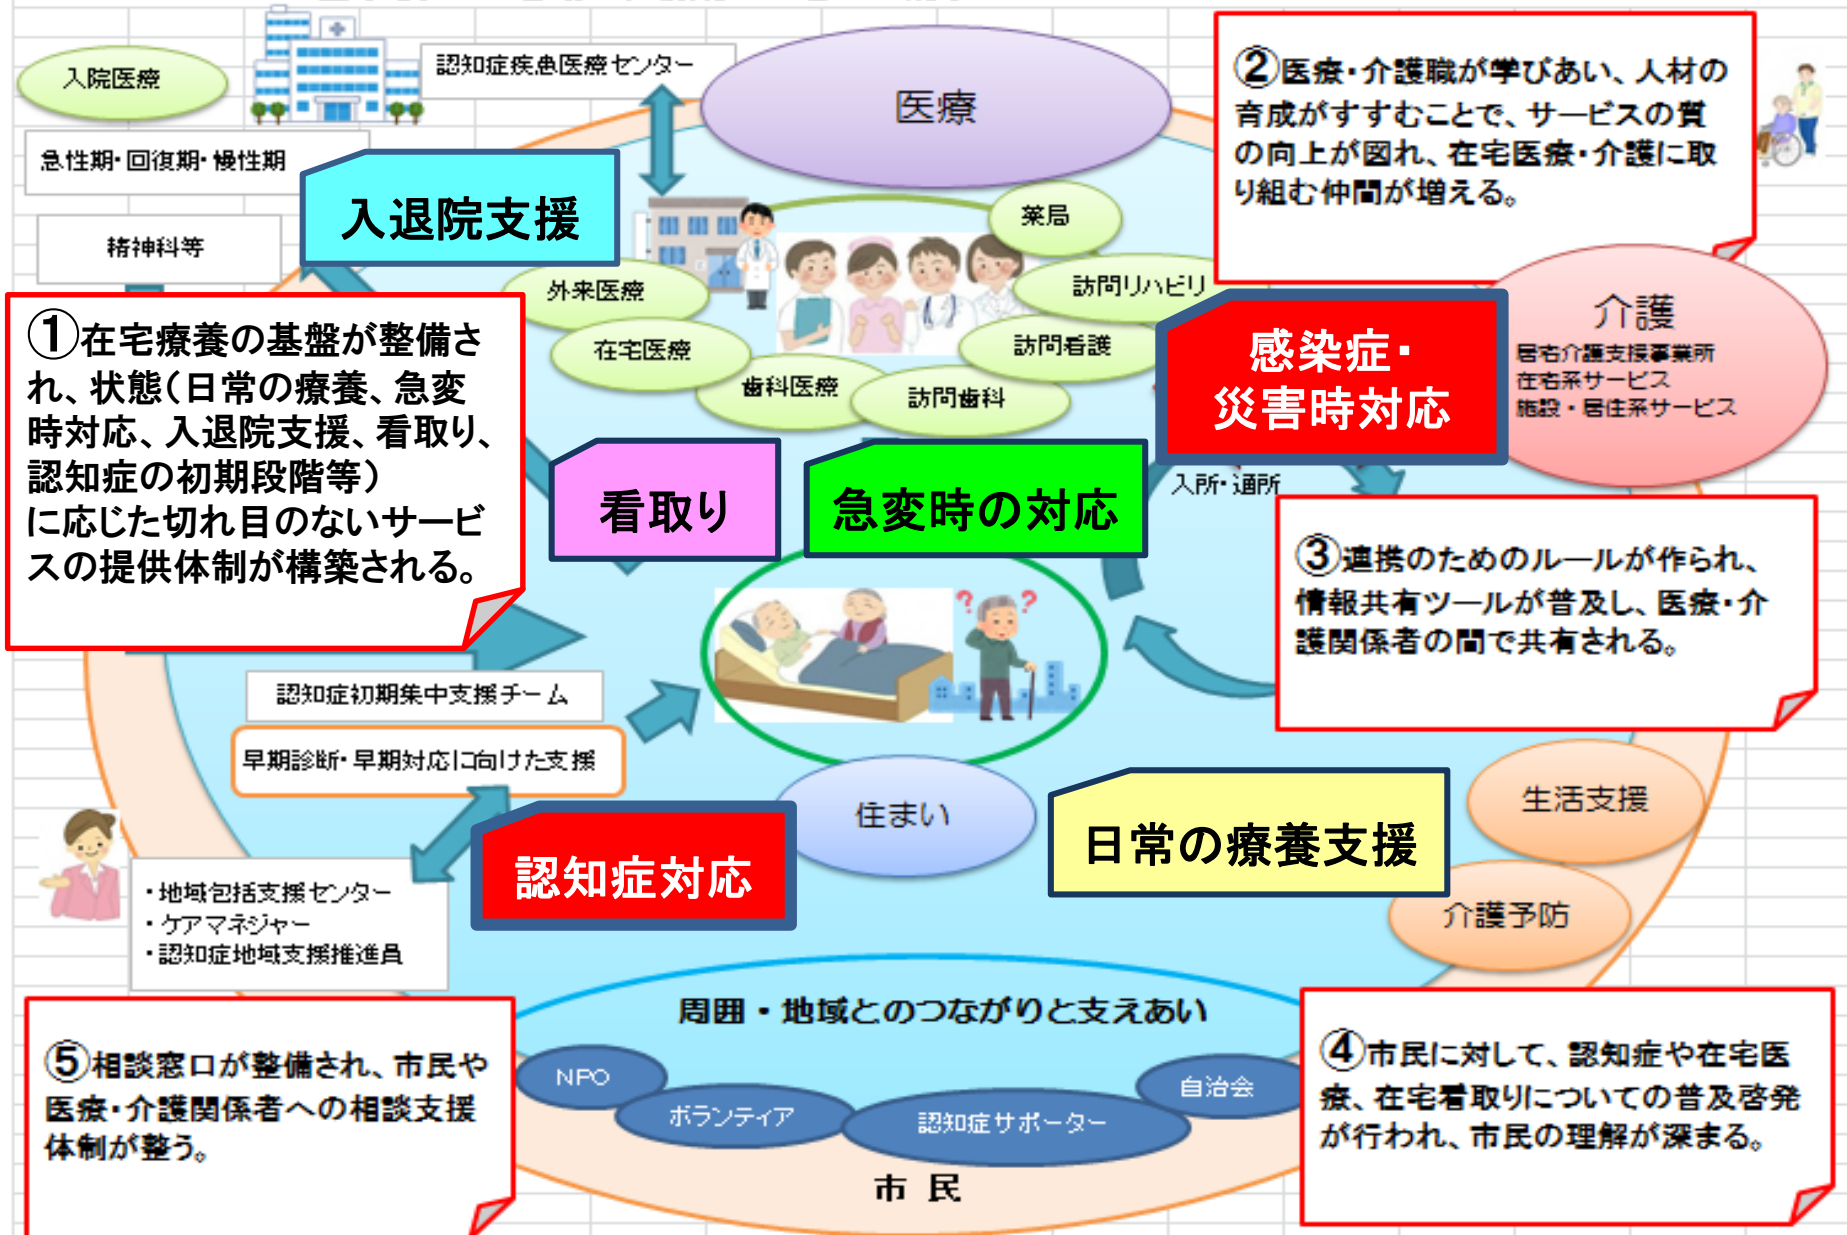 入院医療
認知症疾患医療センター
医療
②医療・介護職が学びあい、人材の
育成がすすむことで、サービスの質
の向上が図れ、在宅医療・介護に取
り組む仲間が増える。
急性期・回復期・慢性期
入退院支援
精神科等
薬局
外来医療
訪問リハビリ
在宅医療
訪問看護
歯科医療
訪問歯科
感染症・
災害時対応
介護
居宅介護支援事業所
在宅系サービス
施設・居住系サービス
①在宅療養の基盤が整備さ
れ、状態（日常の療養、急変
時対応、入退院支援、看取り、
認知症の初期段階等）
に応じた切れ目のないサービ
スの提供体制が構築される。
看取り
急変時の対応
入所・通所
③連携のためのルールが作られ、
情報共有ツールが普及し、医療・介
護関係者の間で共有される。
? ?
認知症初期集中支援チーム
早期診断・早期対応に向けた支援
住まい
生活支援
認知症対応
日常の療養支援
介護予防
・地域包括支援センター
・ケアマネジャー
・認知症地域支援推進員
周囲・地域とのつながりと支えあい
NPO
ボランティア
認知症サポーター
自治会
市 民
⑤相談窓口が整備され、市民や
医療・介護関係者への相談支援
体制が整う。
④市民に対して、認知症や在宅医
療、在宅看取りについての普及啓発
が行われ、市民の理解が深まる。